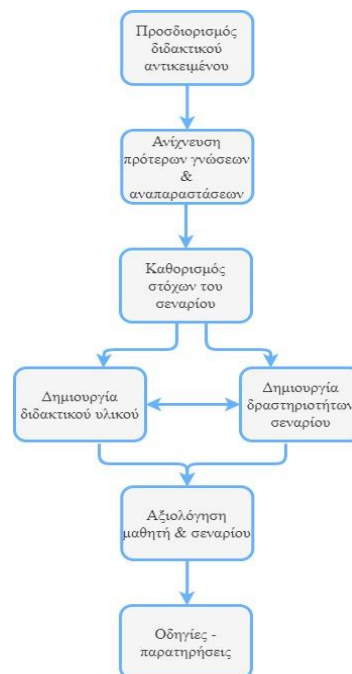 Προσδιορισμός
διδακτικού
αντικειμένου
Ανίχνευση
πρότερων γνώσεων
&
αναπαραστάσεων
Καθορισμός
στόχων του
σεναρίου
Δημιουργία
διδακτικού υλικού
Δημιουργία
δραστηριοτήτων
σεναρίου
Αξιολόγηση
μαθητή & σεναρίου
Οδηγίες -
παρατηρήσεις